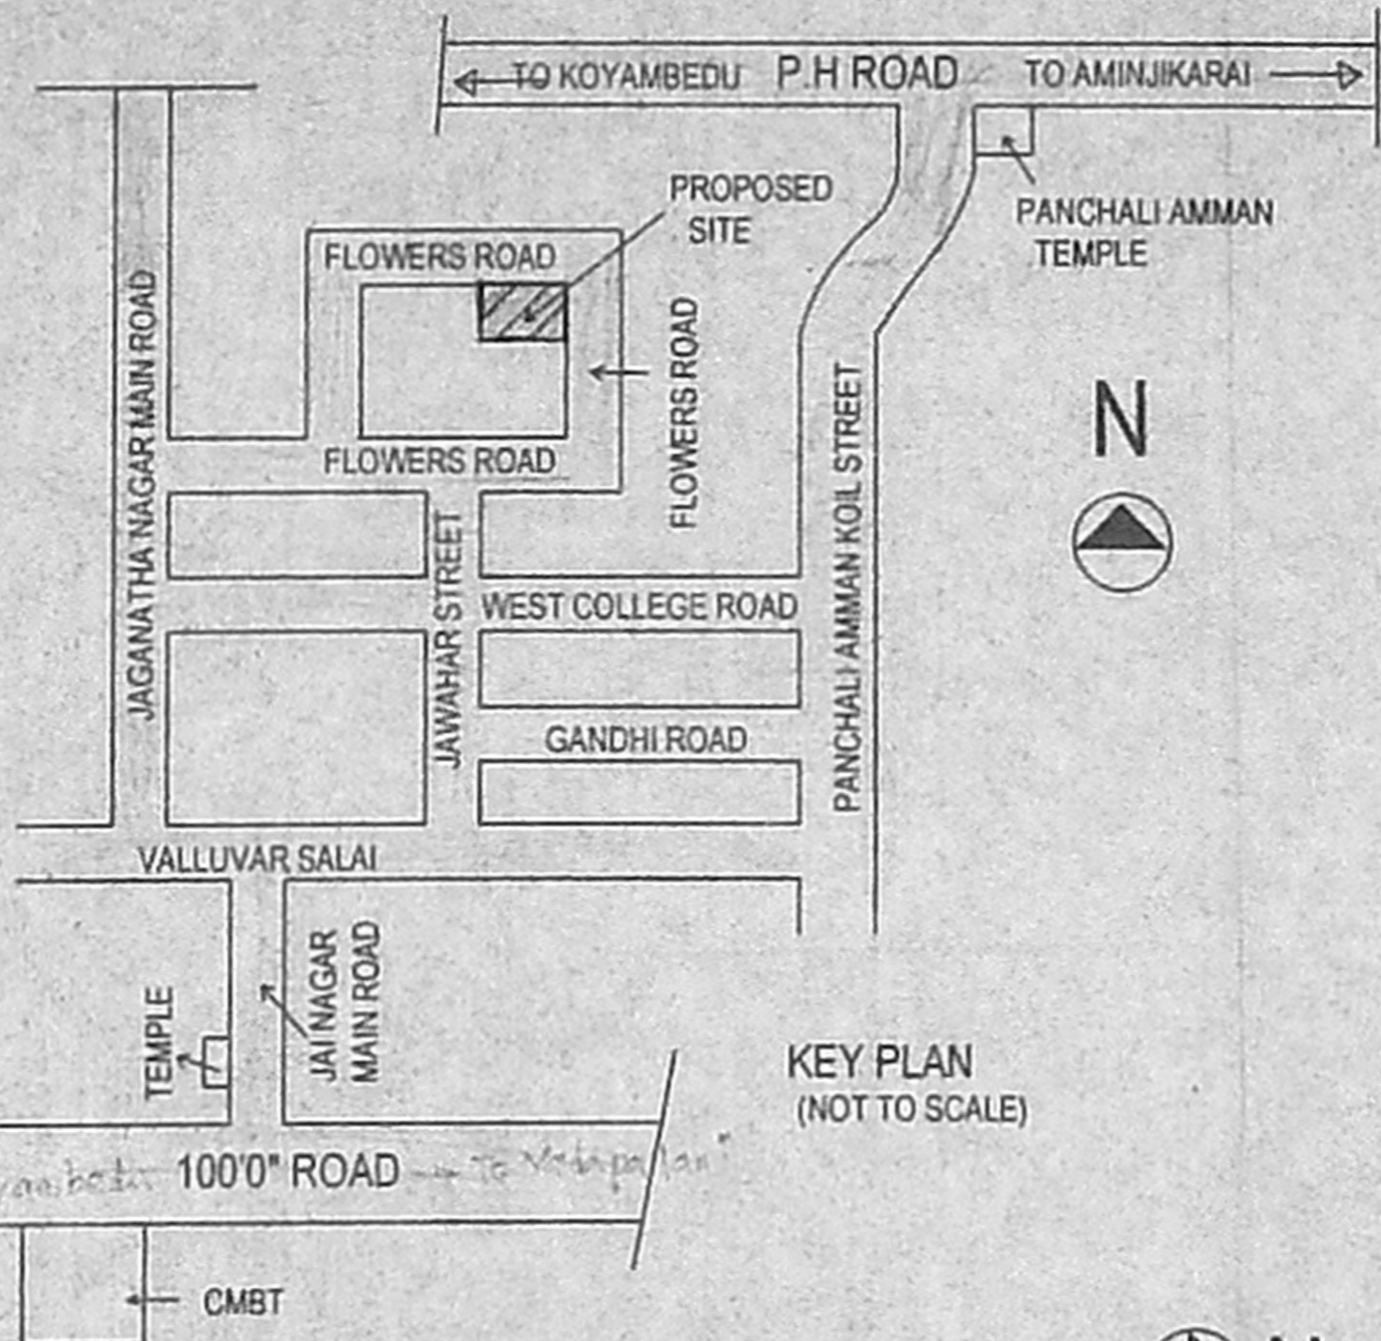 TO KOYAMBEDU P.H ROAD TO AMINJIKARAI
PROPOSED
SITE
PANCHALI AMMAN
TEMPLE
FLOWERS ROAD
FLOWERS ROAD
FLOWERS ROAD
JAGANATHA NAGAR MAIN ROAD
JAWAHAR STREET
PANCHALI AMMAN KOIL STREET
N
WEST COLLEGE ROAD
GANDHI ROAD
VALLUVAR SALAI
TEMPLE
JAI NAGAR
MAIN ROAD
KEY PLAN
(NOT TO SCALE)
100'0" ROAD To
CMBT